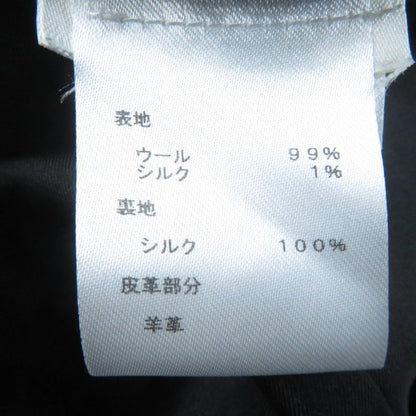 表地
ウール 99%
シルク 1%
裏地
シルク 100%
皮革部分
羊革